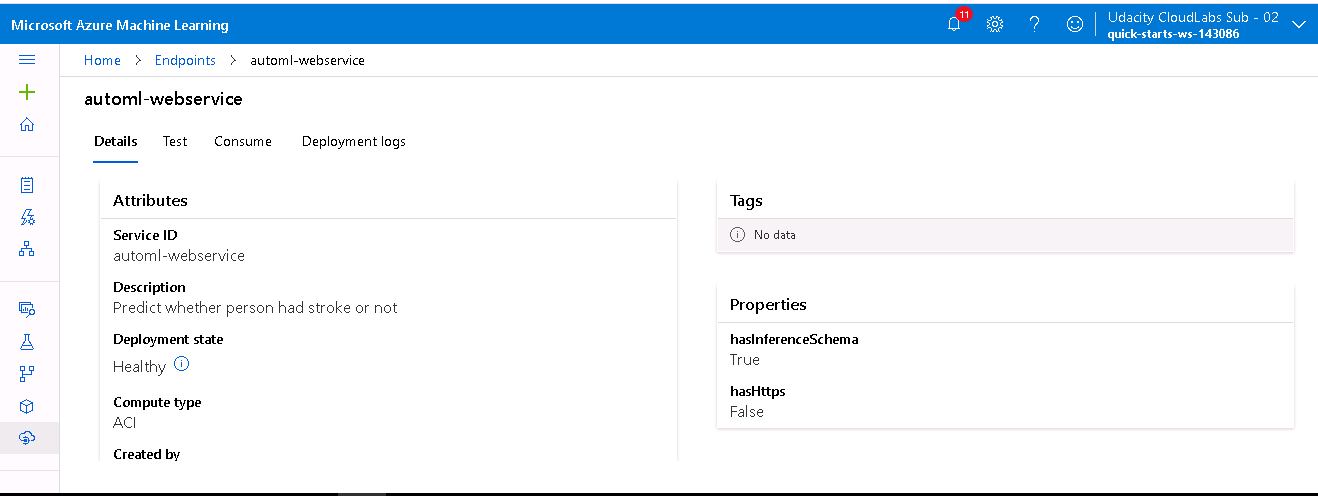 Microsoft Azure Machine Learning
11
Udacity CloudLabs Sub - 02
quick-starts-ws-143086
Home > Endpoints > automl-webservice
automl-webservice
Details Test Consume Deployment logs
Attributes
Service ID
automl-webservice
Description
Predict whether person had stroke or not
Deployment state
Healthy
Compute type
ACI
Created by
Tags
No data
Properties
hasInferenceSchema
True
hasHttps
False